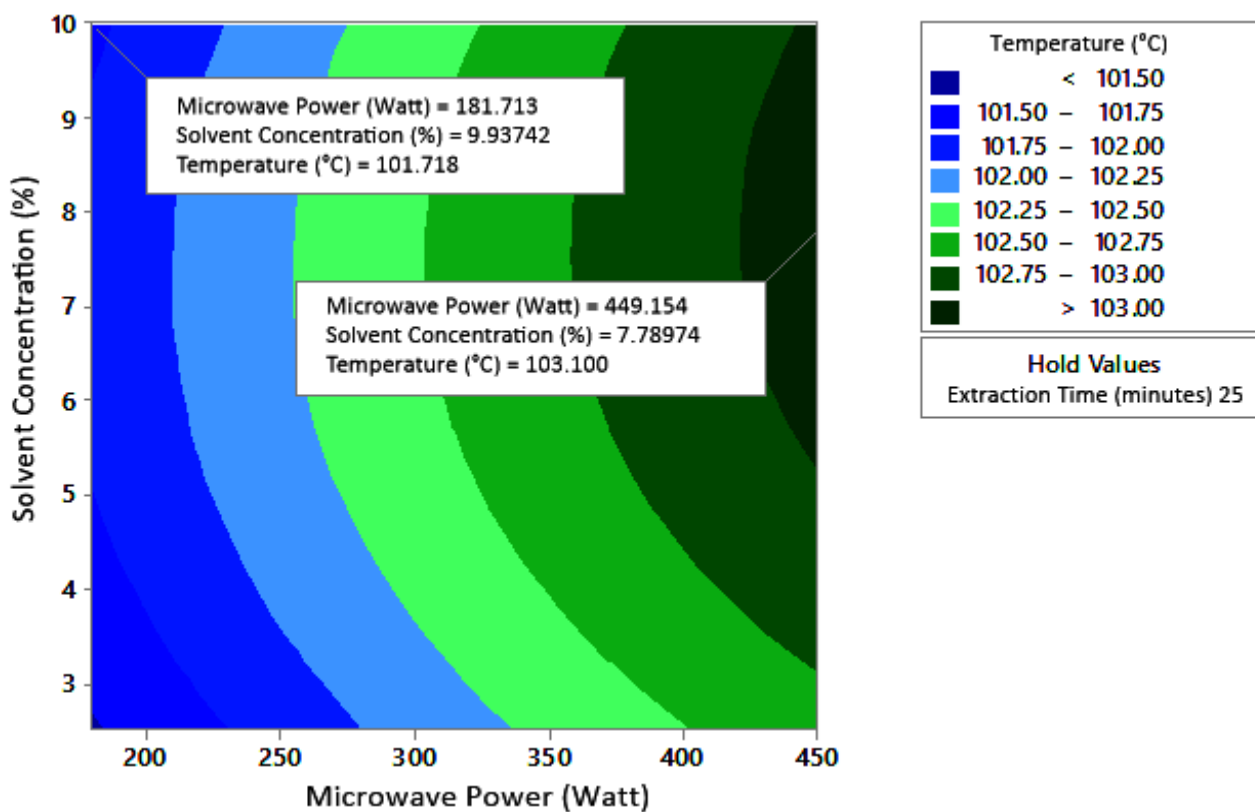 10
9
8
7
6
5
4
3
Solvent Concentration (%)
200 250 300 350 400 450
Microwave Power (Watt)
Microwave Power (Watt) = 181.713
Solvent Concentration (%) = 9.93742
Temperature (°C) = 101.718
Microwave Power (Watt) = 449.154
Solvent Concentration (%) = 7.78974
Temperature (°C) = 103.100
Temperature (°C)
< 101.50
101.50 – 101.75
101.75 – 102.00
102.00 – 102.25
102.25 – 102.50
102.50 – 102.75
102.75 – 103.00
> 103.00
Hold Values
Extraction Time (minutes) 25